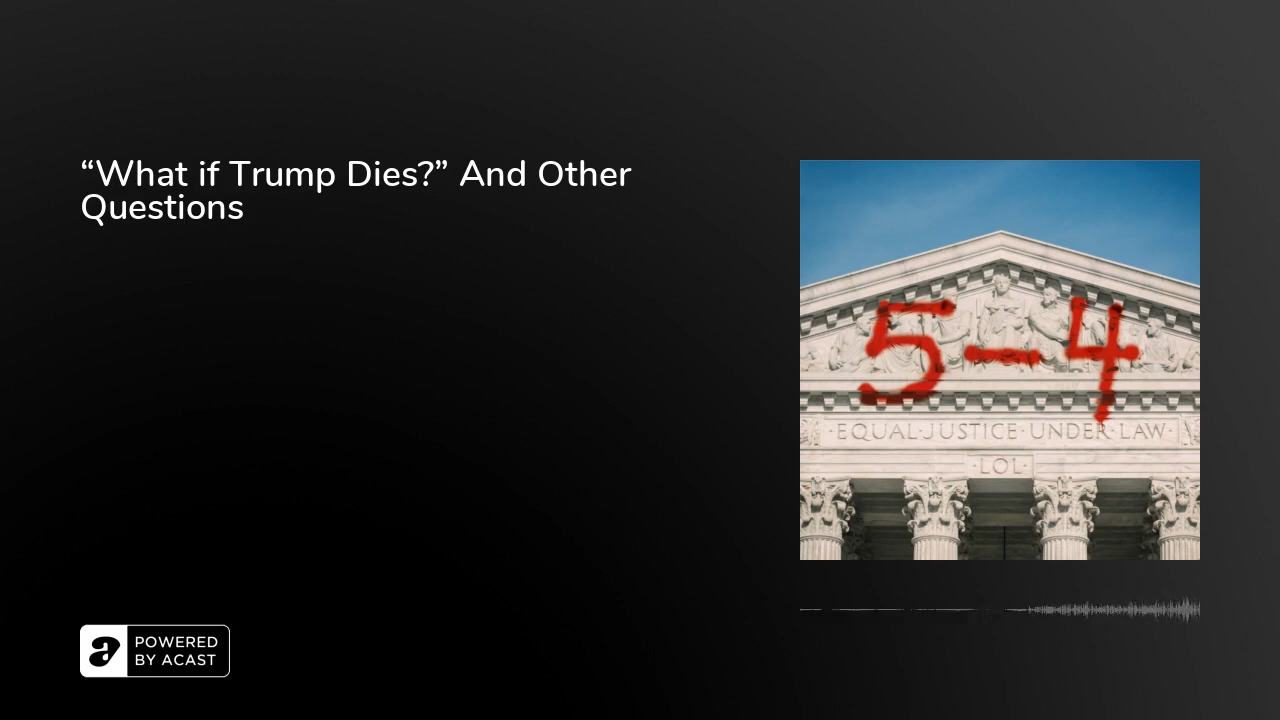 “What if Trump Dies?” And Other
Questions
5-4
·EQUAL·JUSTICE·UNDER·LAW·
·LOL·
a POWERED
BY ACAST